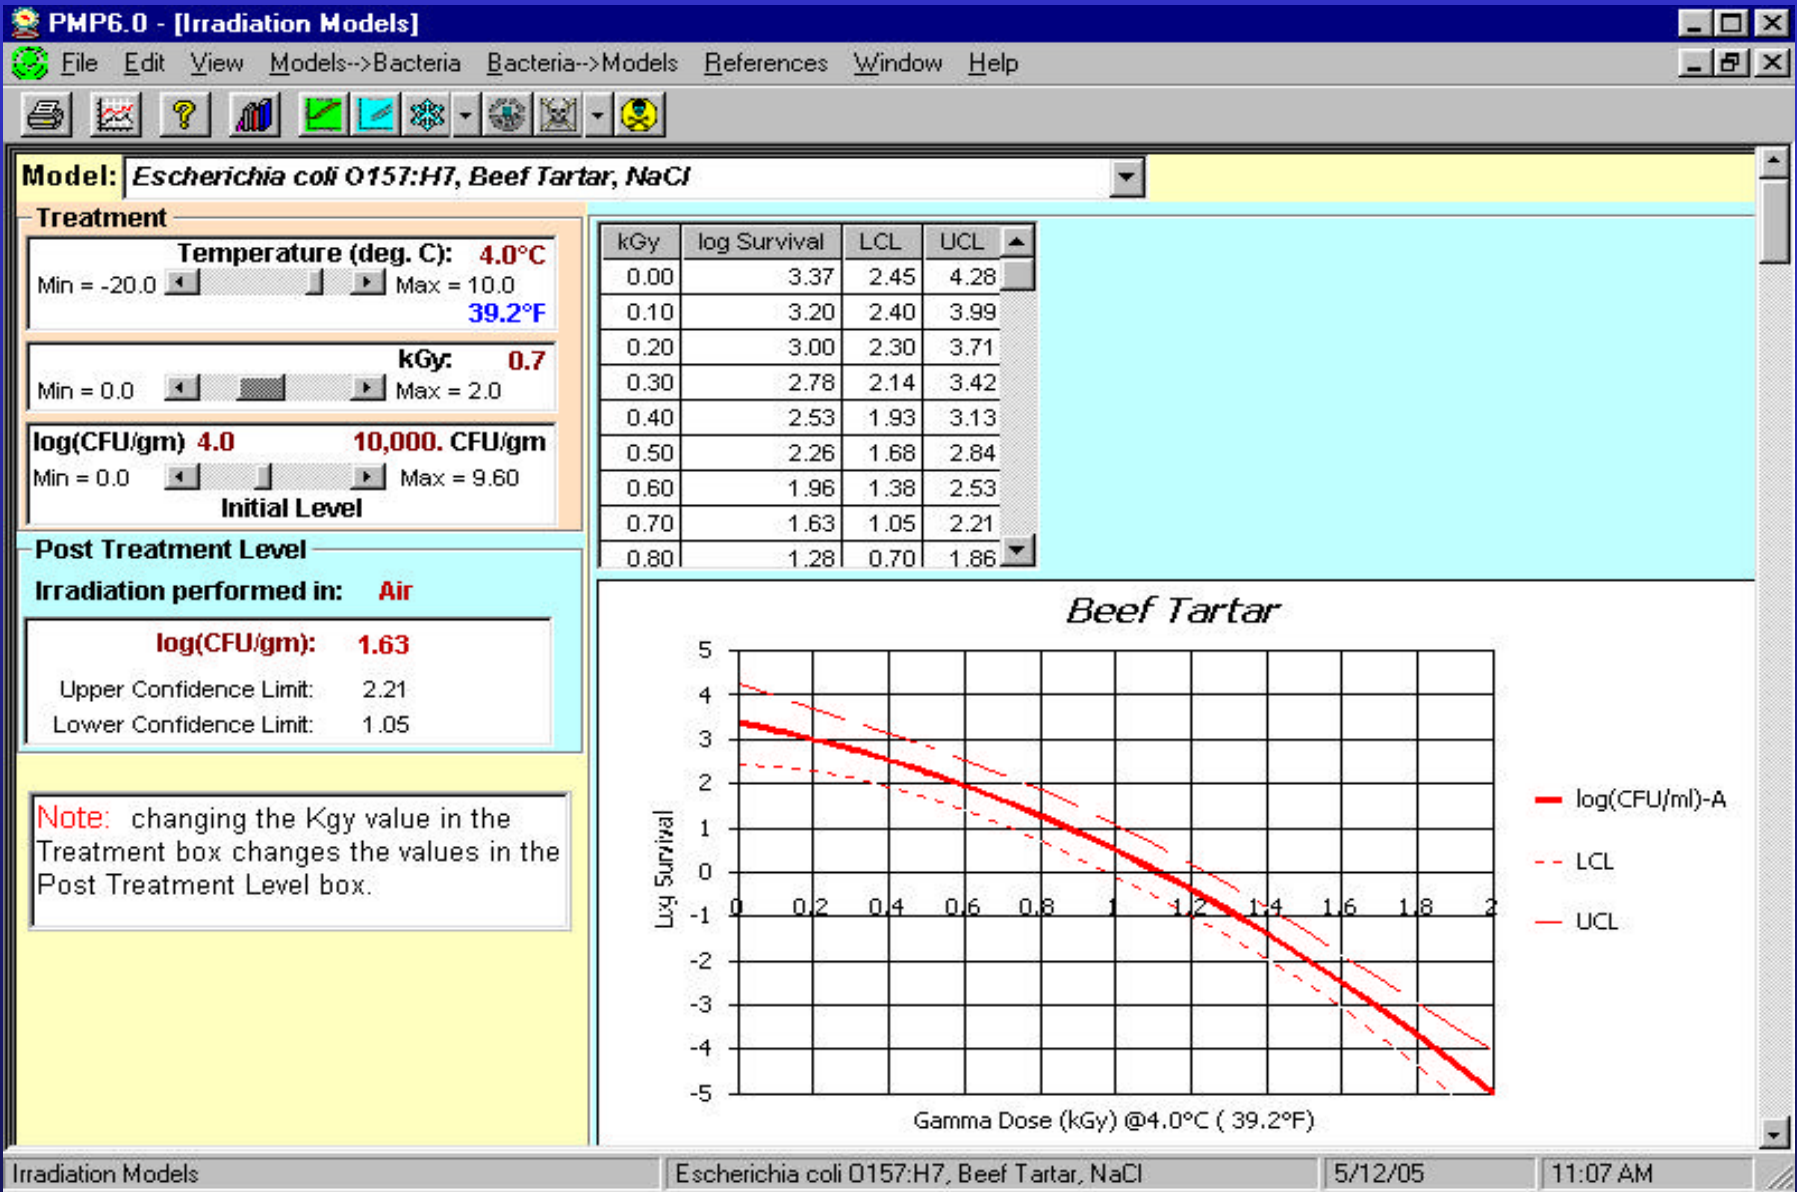 PMP6.0 - [Irradiation Models]
File Edit View Models-->Bacteria Bacteria-->Models References Window Help
Model: Escherichia coli O157:H7, Beef Tartar, NaCl
Treatment
Temperature (deg. C): 4.0°C
Min = -20.0 Max = 10.0
39.2°F
kGy: 0.7
Min = 0.0 Max = 2.0
log(CFU/gm) 4.0 10,000. CFU/gm
Min = 0.0 Max = 9.60
Initial Level
Post Treatment Level
Irradiation performed in: Air
log(CFU/gm): 1.63
Upper Confidence Limit: 2.21
Lower Confidence Limit: 1.05
Note: changing the Kgy value in the
Treatment box changes the values in the
Post Treatment Level box.
kGy log Survival LCL UCL
0.00 3.37 2.45 4.28
0.10 3.20 2.40 3.99
0.20 3.00 2.30 3.71
0.30 2.78 2.14 3.42
0.40 2.53 1.93 3.13
0.50 2.26 1.68 2.84
0.60 1.96 1.38 2.53
0.70 1.63 1.05 2.21
0.80 1.28 0.70 1.86
Beef Tartar
5
4
3
2
1
0
-1
-2
-3
-4
-5
Log Survival
0 0.2 0.4 0.6 0.8 1 1.2 1.4 1.6 1.8 2
Gamma Dose (kGy) @4.0°C ( 39.2°F)
log(CFU/ml)-A
LCL
UCL
Irradiation Models Escherichia coli O157:H7, Beef Tartar, NaCl 5/12/05 11:07 AM